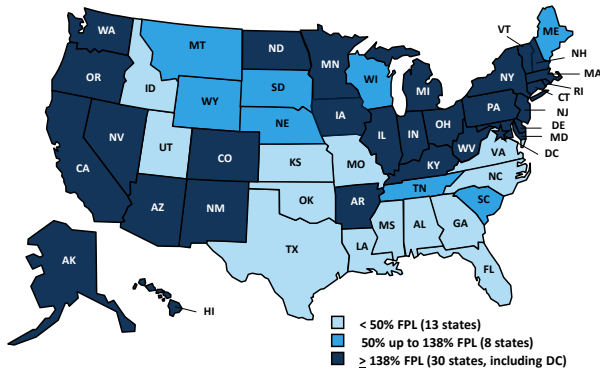 WA
MT
ND
MN
VT
ME
OR
ID
SD
WI
MI
NY
NH
MA
WY
RI
CT
NV
NE
IA
PA
NJ
CA
UT
CO
IL
IN
OH
DE
MD
DC
WV
VA
KS
MO
KY
AZ
NM
OK
AR
TN
NC
SC
TX
LA
MS
AL
GA
FL
AK
HI
< 50% FPL (13 states)
50% up to 138% FPL (8 states)
≥ 138% FPL (30 states, including DC)